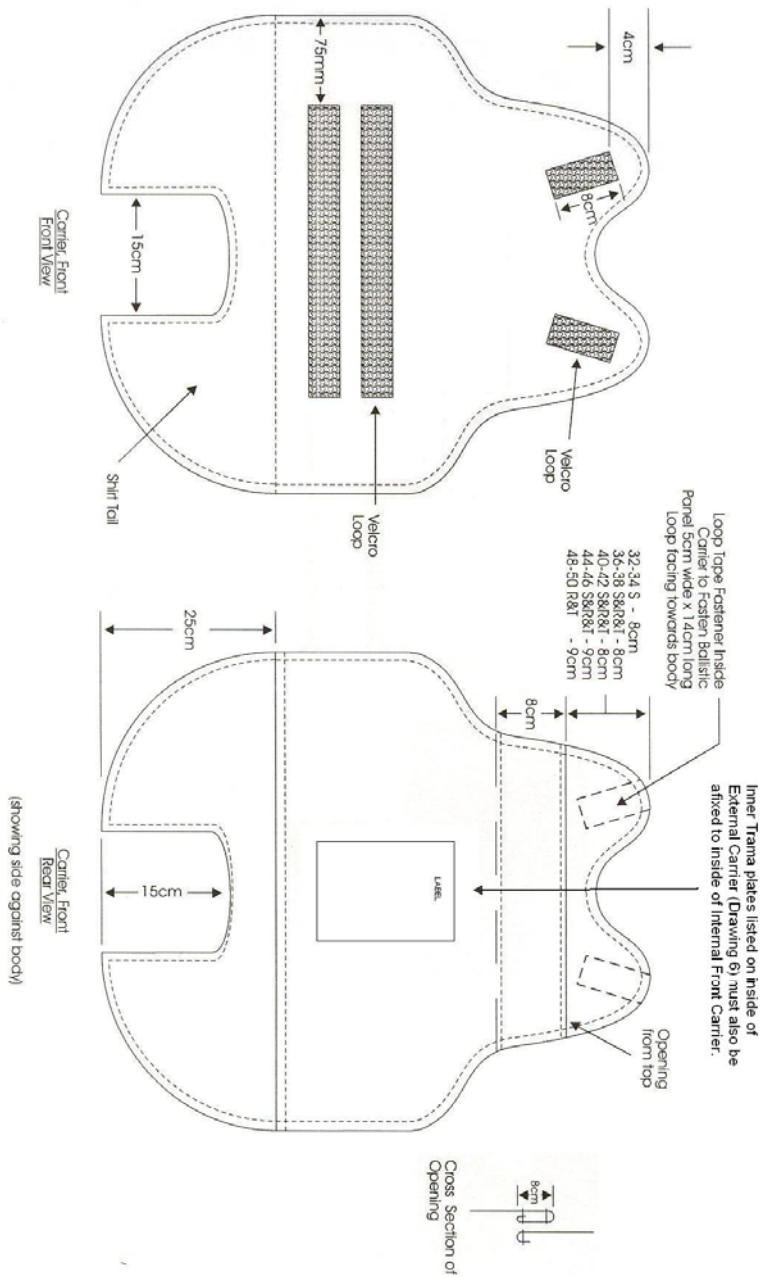 4cm
75mm
8cm
15cm
Carrier, Front
Front View
Velcro
Loop
Velcro
Loop
Shirt Tail
Loop Tape Fastener Inside
Carrier to Fasten Ballistic
Panel 5cm wide x 14cm long
Loop facing towards body
32-34 S - 8cm
36-38 S&R&T - 8cm
40-42 S&R&T - 8cm
44-46 S&R&T - 9cm
48-50 R&T - 9cm
Inner Trama plates listed on inside of
External Carrier (Drawing 6) must also be
afixed to inside of Internal Front Carrier.
8cm
25cm
LABEL
15cm
Opening
from top
Carrier, Front
Rear View
(showing side against body)
8cm
Cross Section of
Opening